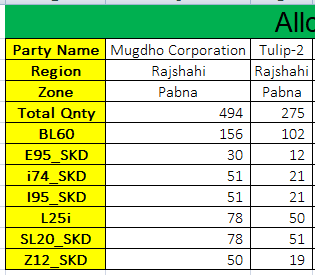 Allo
Party Name Mugdho Corporation Tulip-2
Region Rajshahi Rajshahi
Zone Pabna Pabna
Total Qnty 494 275
BL60 156 102
E95_SKD 30 12
i74_SKD 51 21
I95_SKD 51 21
L25i 78 50
SL20_SKD 78 51
Z12_SKD 50 19